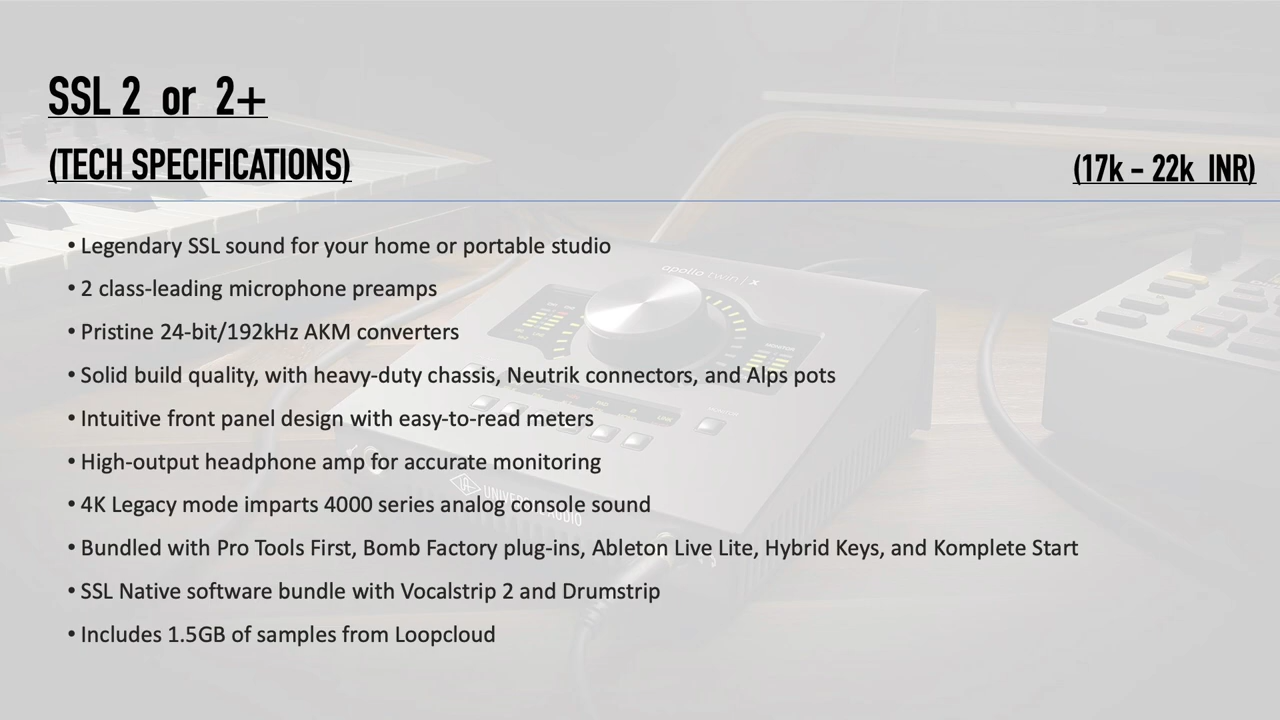 SSL 2 or 2+
(TECH SPECIFICATIONS)
(17k - 22k INR)
• Legendary SSL sound for your home or portable studio
• 2 class-leading microphone preamps
• Pristine 24-bit/192kHz AKM converters
• Solid build quality, with heavy-duty chassis, Neutrik connectors, and Alps pots
• Intuitive front panel design with easy-to-read meters
• High-output headphone amp for accurate monitoring
• 4K Legacy mode imparts 4000 series analog console sound
• Bundled with Pro Tools First, Bomb Factory plug-ins, Ableton Live Lite, Hybrid Keys, and Komplete Start
• SSL Native software bundle with Vocalstrip 2 and Drumstrip
• Includes 1.5GB of samples from Loopcloud
apollo twin x
MONITOR
UNIVERSAL AUDIO